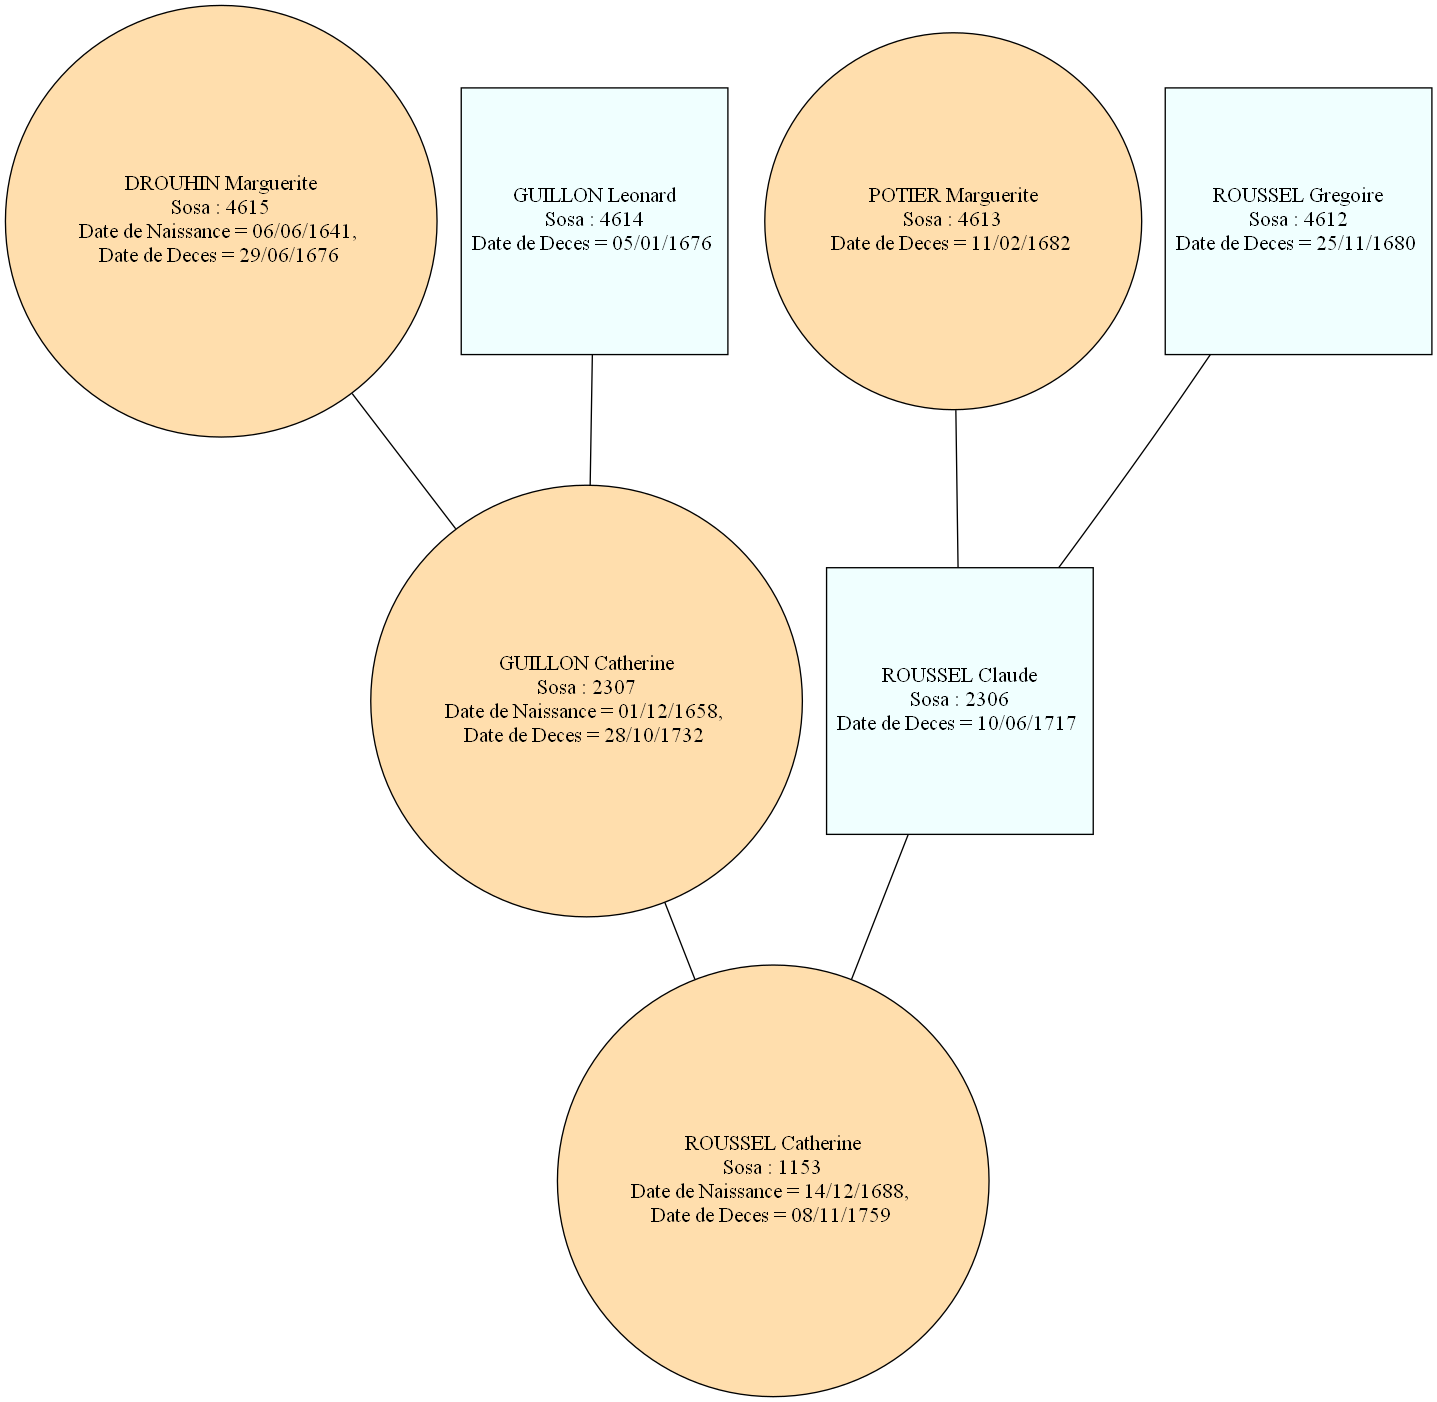 DROUHIN Marguerite
Sosa : 4615
Date de Naissance = 06/06/1641,
Date de Deces = 29/06/1676
GUILLON Leonard
Sosa : 4614
Date de Deces = 05/01/1676
POTIER Marguerite
Sosa : 4613
Date de Deces = 11/02/1682
ROUSSEL Gregoire
Sosa : 4612
Date de Deces = 25/11/1680
GUILLON Catherine
Sosa : 2307
Date de Naissance = 01/12/1658,
Date de Deces = 28/10/1732
ROUSSEL Claude
Sosa : 2306
Date de Deces = 10/06/1717
ROUSSEL Catherine
Sosa : 1153
Date de Naissance = 14/12/1688,
Date de Deces = 08/11/1759